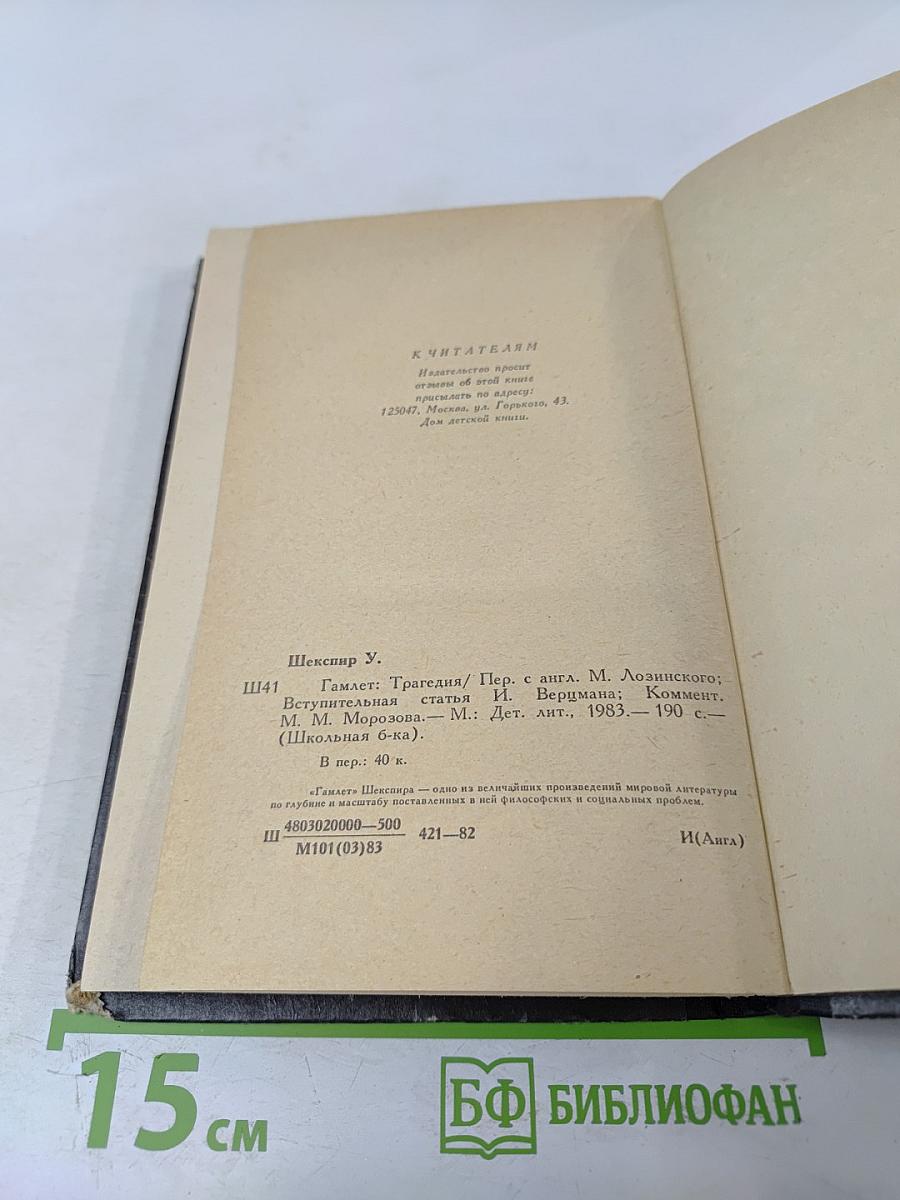 К ЧИТАТЕЛЯМ
Издательство просит
отзывы об этой книге
присылать по адресу:
125047, Москва, ул. Горького, 43.
Дом детской книги.
Шекспир У.
Ш41 Гамлет: Трагедия/ Пер. с англ. М. Лозинского;
Вступительная статья И. Верцмана; Коммент.
М. М. Морозова.— М.: Дет. лит., 1983.— 190 с.—
(Школьная б-ка).
В пер.: 40 к.
«Гамлет» Шекспира — одно из величайших произведений мировой литературы
по глубине и масштабу поставленных в ней философских и социальных проблем.
4803020000—500
Ш 421—82 И(Англ)
М101(03)83
15 см
БФ БИБЛИОФАН